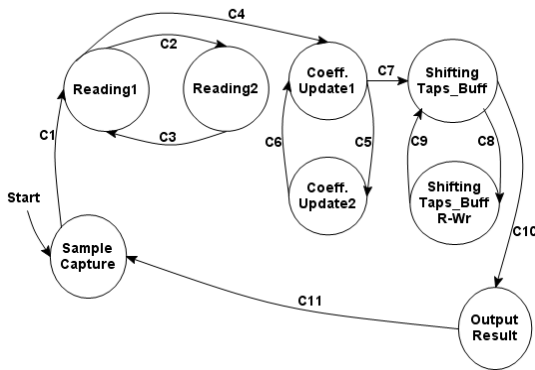 C4
C2
Reading1
Reading2
C3
C1
Coeff.
Update1
C7
Shifting
Taps_Buff
C6
C5
C9
C8
Coeff.
Update2
Shifting
Taps_Buff
R-Wr
Start
Sample
Capture
C10
C11
Output
Result